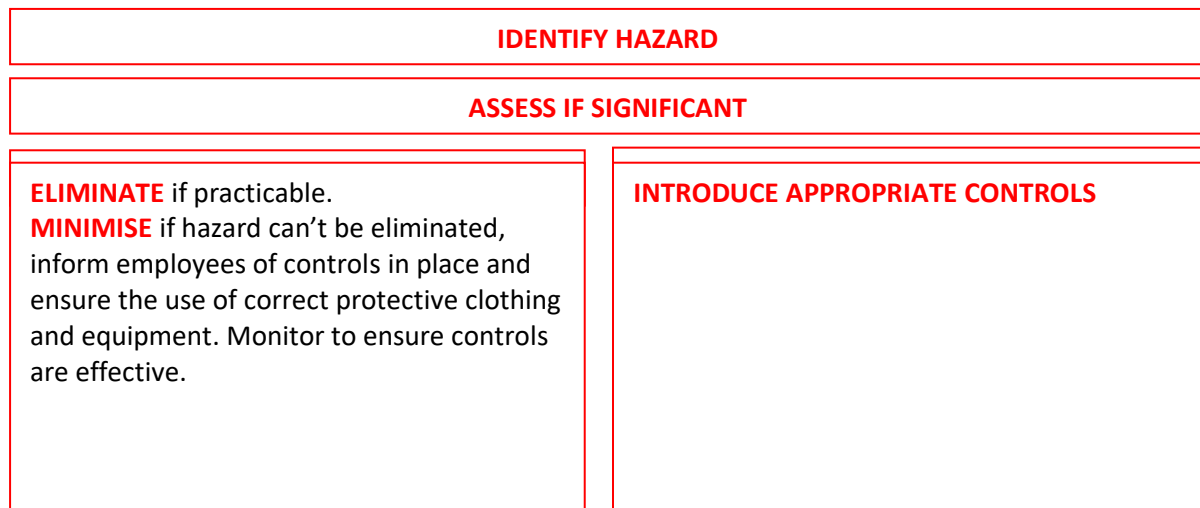 IDENTIFY HAZARD
ASSESS IF SIGNIFICANT
ELIMINATE if practicable.
MINIMISE if hazard can’t be eliminated,
inform employees of controls in place and
ensure the use of correct protective clothing
and equipment. Monitor to ensure controls
are effective.
INTRODUCE APPROPRIATE CONTROLS